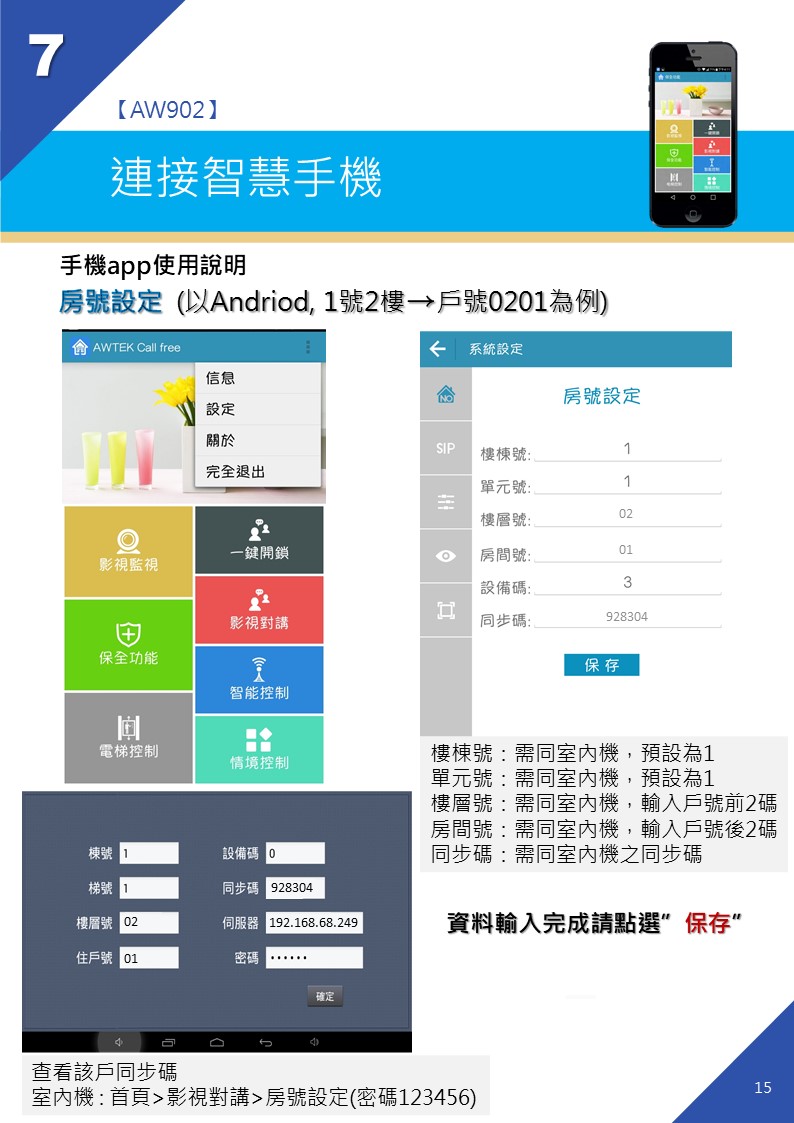 7
【AW902】
連接智慧手機
手機app使用說明
房號設定 (以Andriod, 1號2樓→戶號0201為例)
AWTEK Call free
信息
設定
關於
完全退出
影視監視
一鍵開鎖
保全功能
影視對講
智能控制
電梯控制
情境控制
系統設定
NO
SIP
房號設定
樓棟號: 1
單元號: 1
樓層號: 02
房間號: 01
設備碼: 3
同步碼: 928304
保 存
樓棟號：需同室內機，預設為1
單元號：需同室內機，預設為1
樓層號：需同室內機，輸入戶號前2碼
房間號：需同室內機，輸入戶號後2碼
同步碼：需同室內機之同步碼
資料輸入完成請點選”保存”
棟號 1 設備碼 0
梯號 1 同步碼 928304
樓層號 02 伺服器 192.168.68.249
住戶號 01 密碼 ••••••
確定
查看該戶同步碼
室內機 : 首頁>影視對講>房號設定(密碼123456)
15